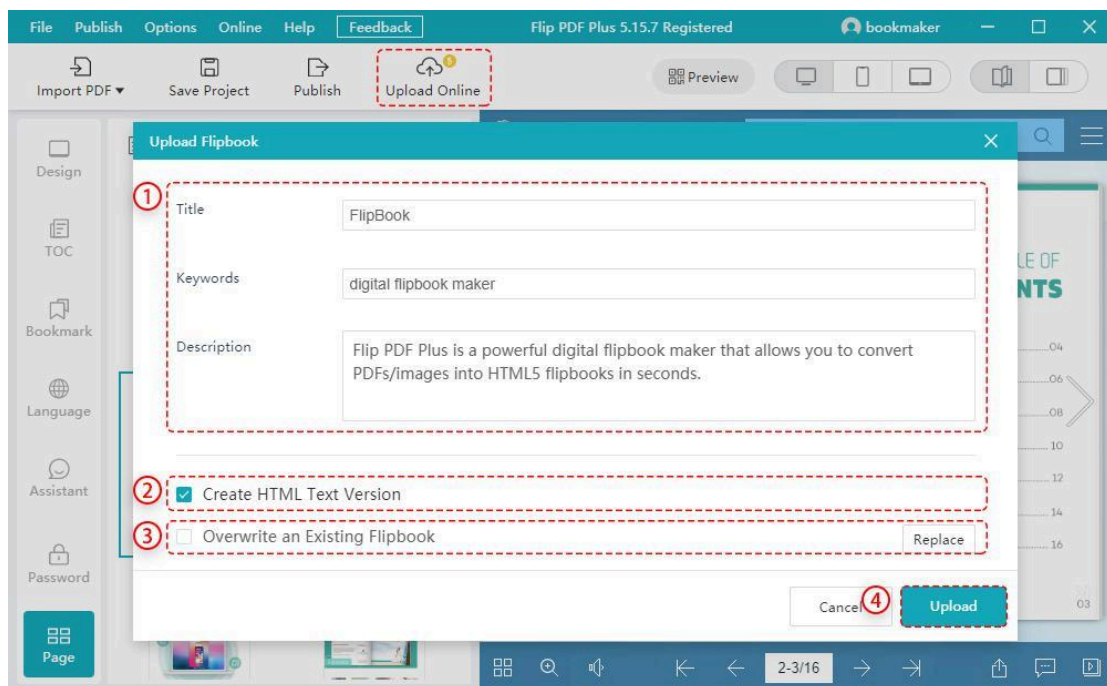 File Publish Options Online Help Feedback Flip PDF Plus 5.15.7 Registered bookmaker
Import PDF Save Project Publish Upload Online Preview
Upload Flipbook
Design
TOC
Bookmark
Language
Assistant
Password
Page
1
Title FlipBook
Keywords digital flipbook maker
Description Flip PDF Plus is a powerful digital flipbook maker that allows you to convert
PDFs/images into HTML5 flipbooks in seconds.
2 Create HTML Text Version
3 Overwrite an Existing Flipbook Replace
Cancel 4 Upload
LE OF
NTS
04
06
08
10
12
14
16
03
2-3/16